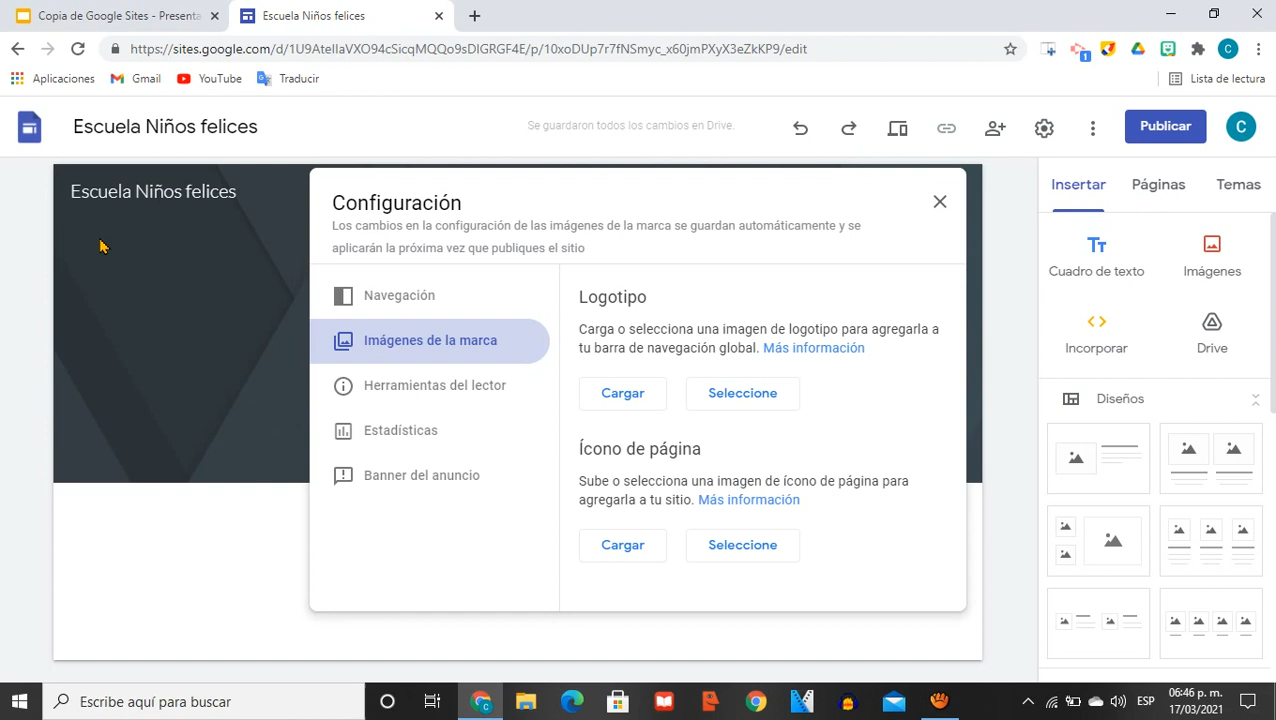 Copia de Google Sites - Presenta
Escuela Niños felices
https://sites.google.com/d/1U9AteIIaVXO94cSicqMQQo9sDIGRGF4E/p/10xoDUp7r7fNSmyc_x60jmPXyX3eZkKP9/edit
1
C
Aplicaciones
Gmail
YouTube
Traducir
Lista de lectura
Escuela Niños felices
Se guardaron todos los cambios en Drive.
Publicar
C
Escuela Niños felices
Configuración
Los cambios en la configuración de las imágenes de la marca se guardan automáticamente y se
aplicarán la próxima vez que publiques el sitio
Navegación
Imágenes de la marca
Herramientas del lector
Estadísticas
Banner del anuncio
Logotipo
Carga o selecciona una imagen de logotipo para agregarla a
tu barra de navegación global. Más información
Cargar
Seleccione
Ícono de página
Sube o selecciona una imagen de ícono de página para
agregarla a tu sitio. Más información
Cargar
Seleccione
Insertar
Páginas
Temas
Cuadro de texto
Imágenes
Incorporar
Drive
Diseños
Escribe aquí para buscar
ESP
06:46 p. m.
17/03/2021